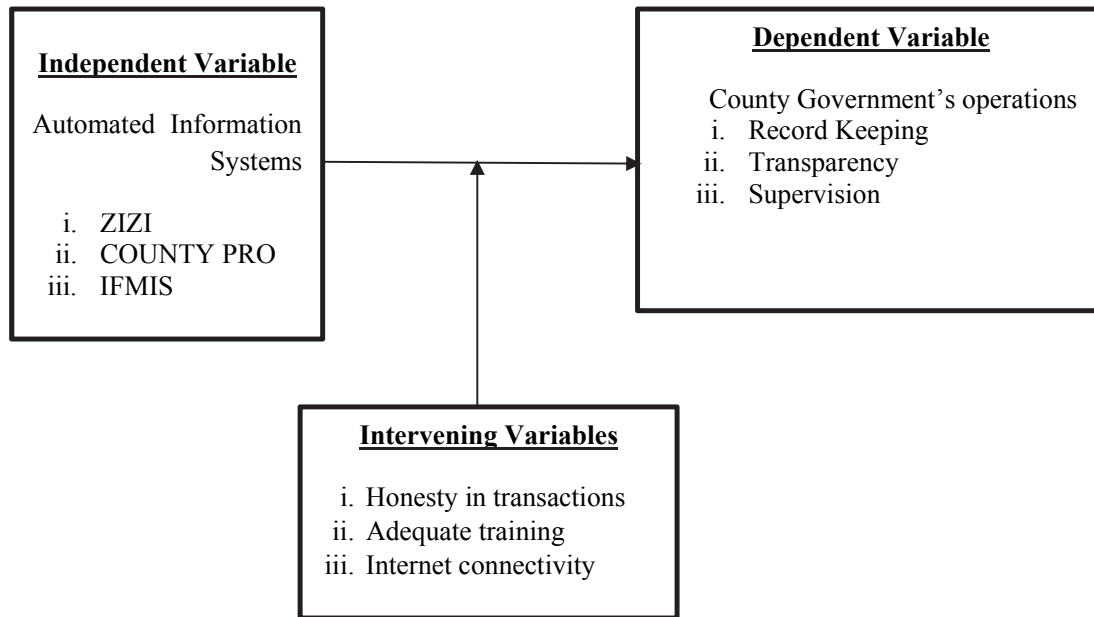 Independent Variable
Automated Information
Systems
i. ZIZI
ii. COUNTY PRO
iii. IFMIS
Dependent Variable
County Government's operations
i. Record Keeping
ii. Transparency
iii. Supervision
Intervening Variables
i. Honesty in transactions
ii. Adequate training
iii. Internet connectivity